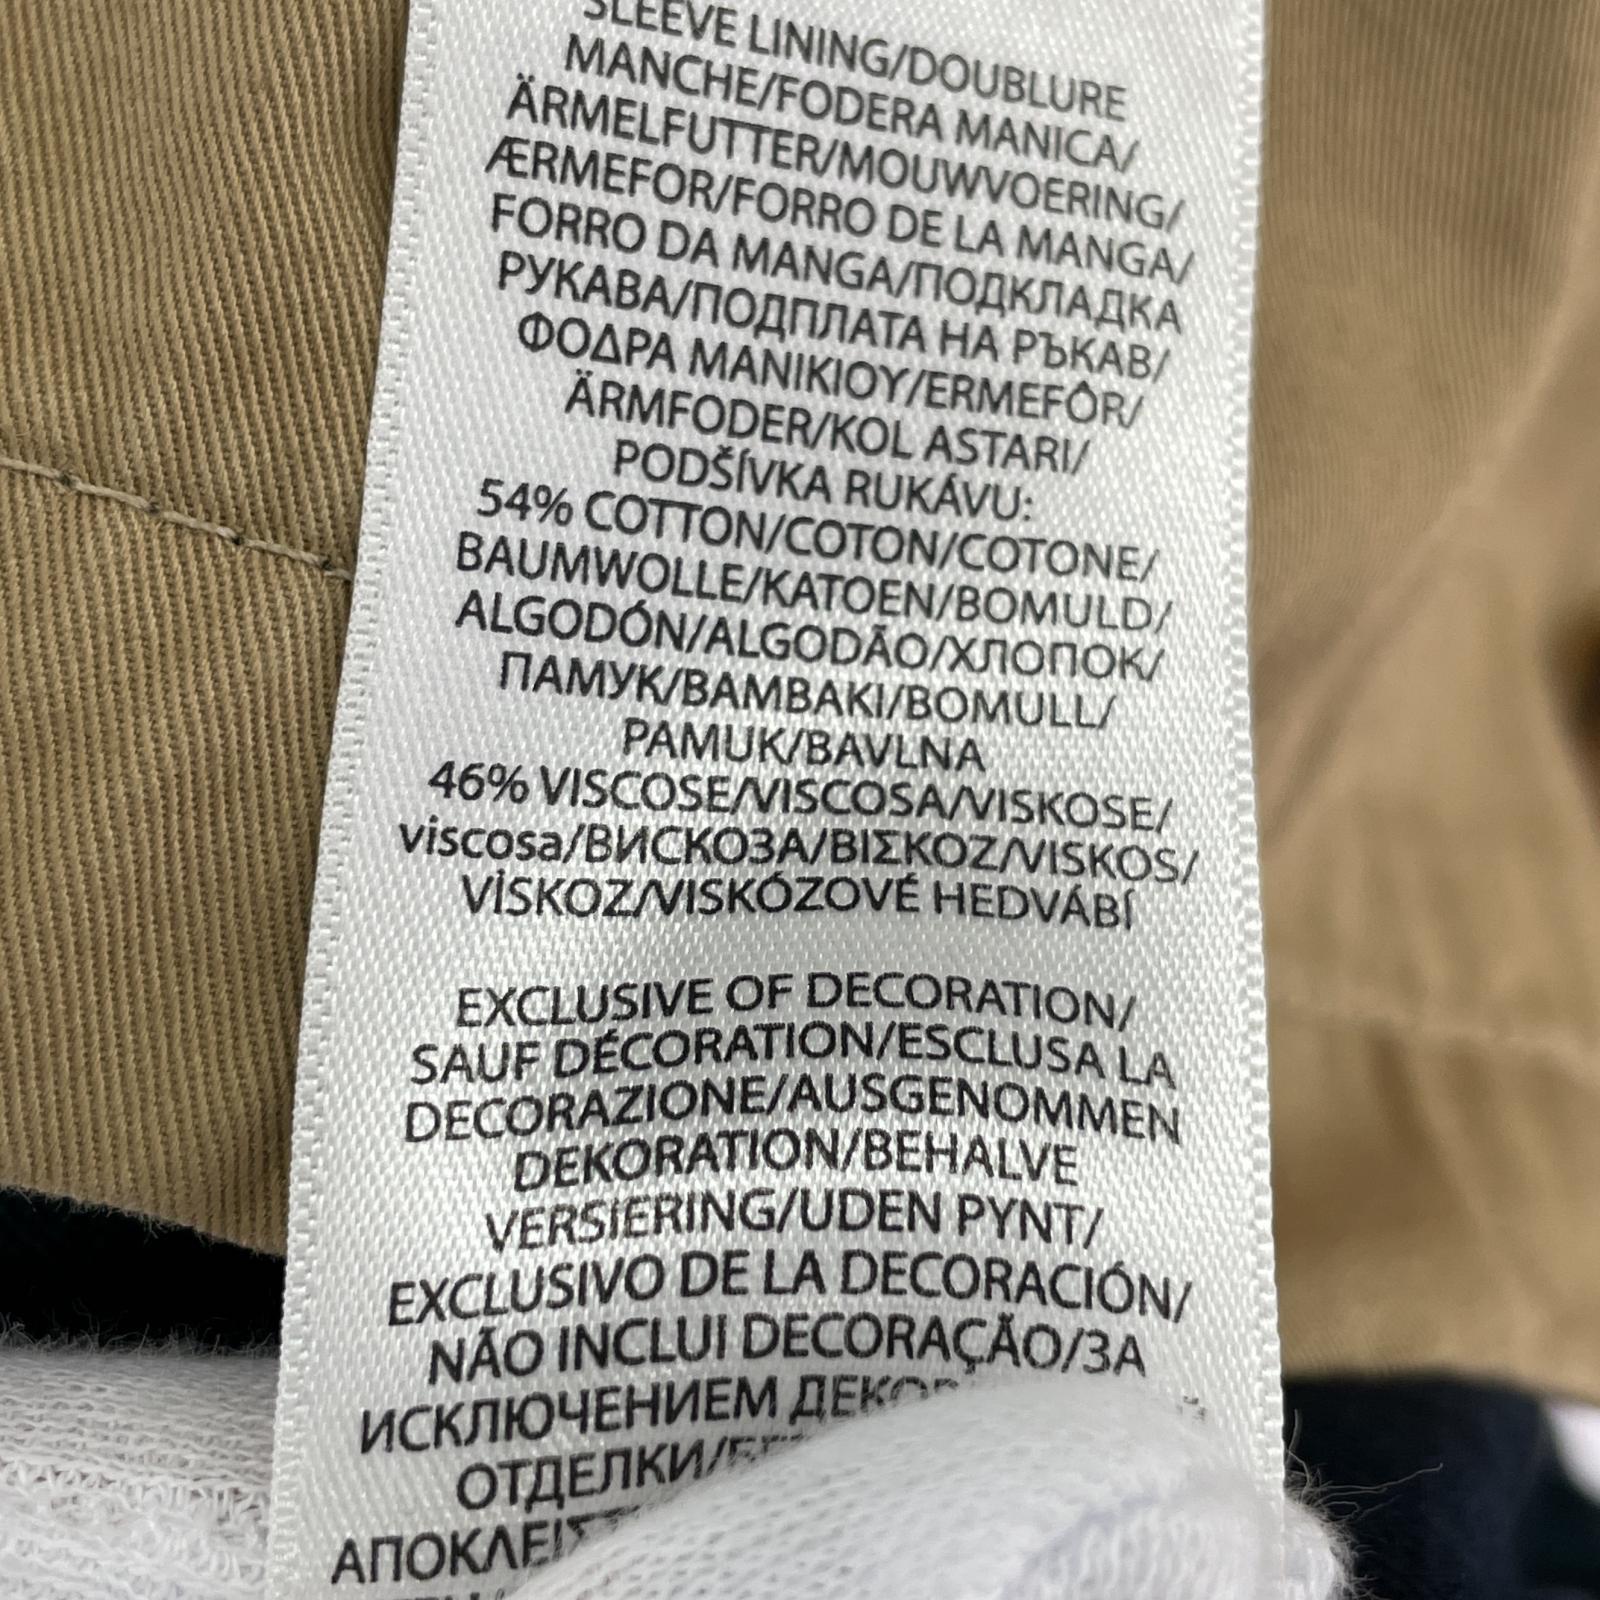 SLEEVE LINING/DOUBLURE
MANCHE/FODERA MANICA/
ÄRMELFUTTER/MOUWVOERING/
ÆRMEFOR/FORRO DE LA MANGA/
FORRO DA MANGA/ПОДКЛАДКА
РУКАВА/ПОДПЛАТА НА РЪКАВ/
ΦΟΔΡΑ ΜΑΝΙΚΙΟΥ/ERMEFÔR/
ÄRMFODER/KOL ASTARI/
PODŠÍVKA RUKÁVU:
54% COTTON/COTON/COTONE/
BAUMWOLLE/KATOEN/BOMULD/
ALGODÓN/ALGODÃO/ХЛОПОК/
ПАМУК/ΒΑΜΒΑΚΙ/BOMULL/
PAMUK/BAVLNA
46% VISCOSE/VISCOSA/VISKOSE/
viscosa/ВИСКОЗА/ΒΙΣΚΟΖ/VISKOS/
VİSKOZ/VISKÓZOVÉ HEDVÁBÍ
EXCLUSIVE OF DECORATION/
SAUF DÉCORATION/ESCLUSA LA
DECORAZIONE/AUSGENOMMEN
DEKORATION/BEHALVE
VERSIERING/UDEN PYNT/
EXCLUSIVO DE LA DECORACIÓN/
NÃO INCLUI DECORAÇÃO/ЗА
ИСКЛЮЧЕНИЕМ
ОТДЕЛКИ/